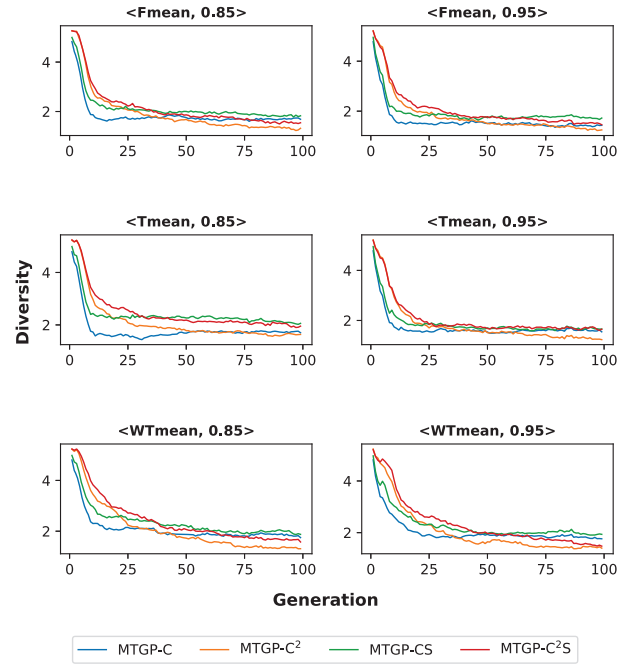 <Fmean, 0.85>
<Fmean, 0.95>
4
2
0 25 50 75 100
4
2
0 25 50 75 100
<Tmean, 0.85>
<Tmean, 0.95>
4
2
0 25 50 75 100
4
2
0 25 50 75 100
Diversity
<WTmean, 0.85>
<WTmean, 0.95>
4
2
0 25 50 75 100
4
2
0 25 50 75 100
Generation
MTGP-C MTGP-C² MTGP-CS MTGP-C²S